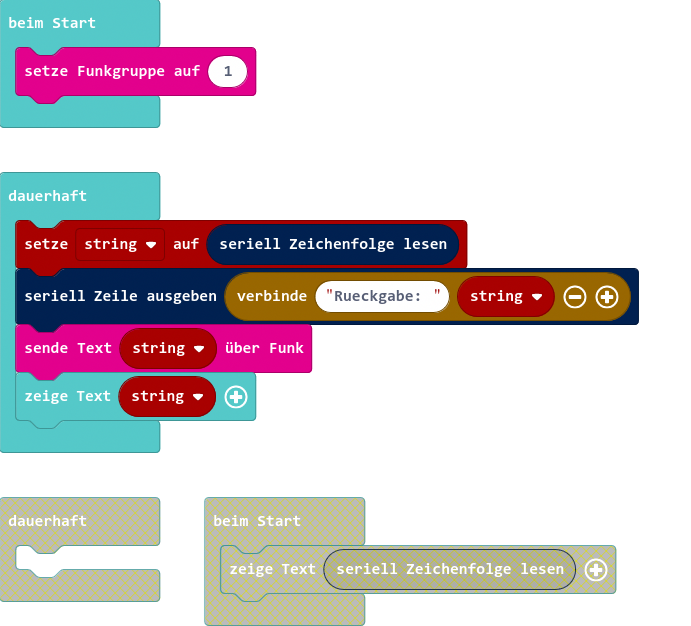 beim Start
setze Funkgruppe auf 1
dauerhaft
setze string auf seriell Zeichenfolge lesen
seriell Zeile ausgeben verbinde "Rueckgabe: " string
sende Text string über Funk
zeige Text string
dauerhaft
beim Start
zeige Text seriell Zeichenfolge lesen